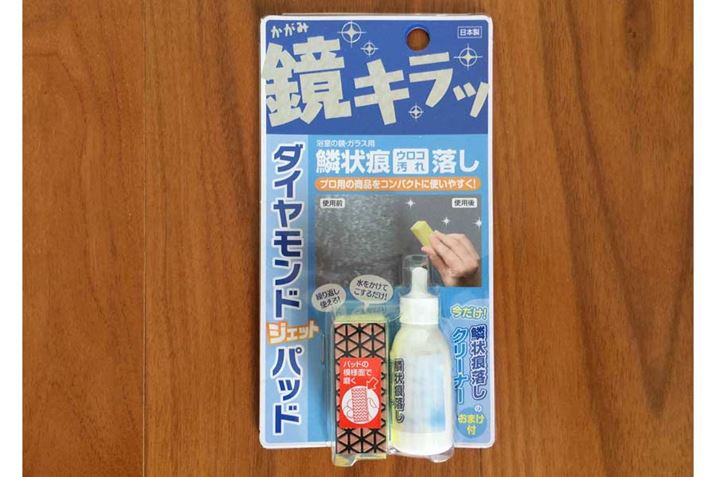 かがみ
日本製
鏡キラッ
ダイヤモンド
ジェット
パッド
浴室の鏡・ガラス用
鱗状痕
ウロコ
汚れ
落し
プロ用の商品をコンパクトに使いやすく!
使用前
使用後
繰り返し
使えろ!
水をかけて
こするだけ!
パッドの
模様面で
磨く
鱗状痕落し
今だけ!
鱗状痕落し
クリーナー
の
おまけ付